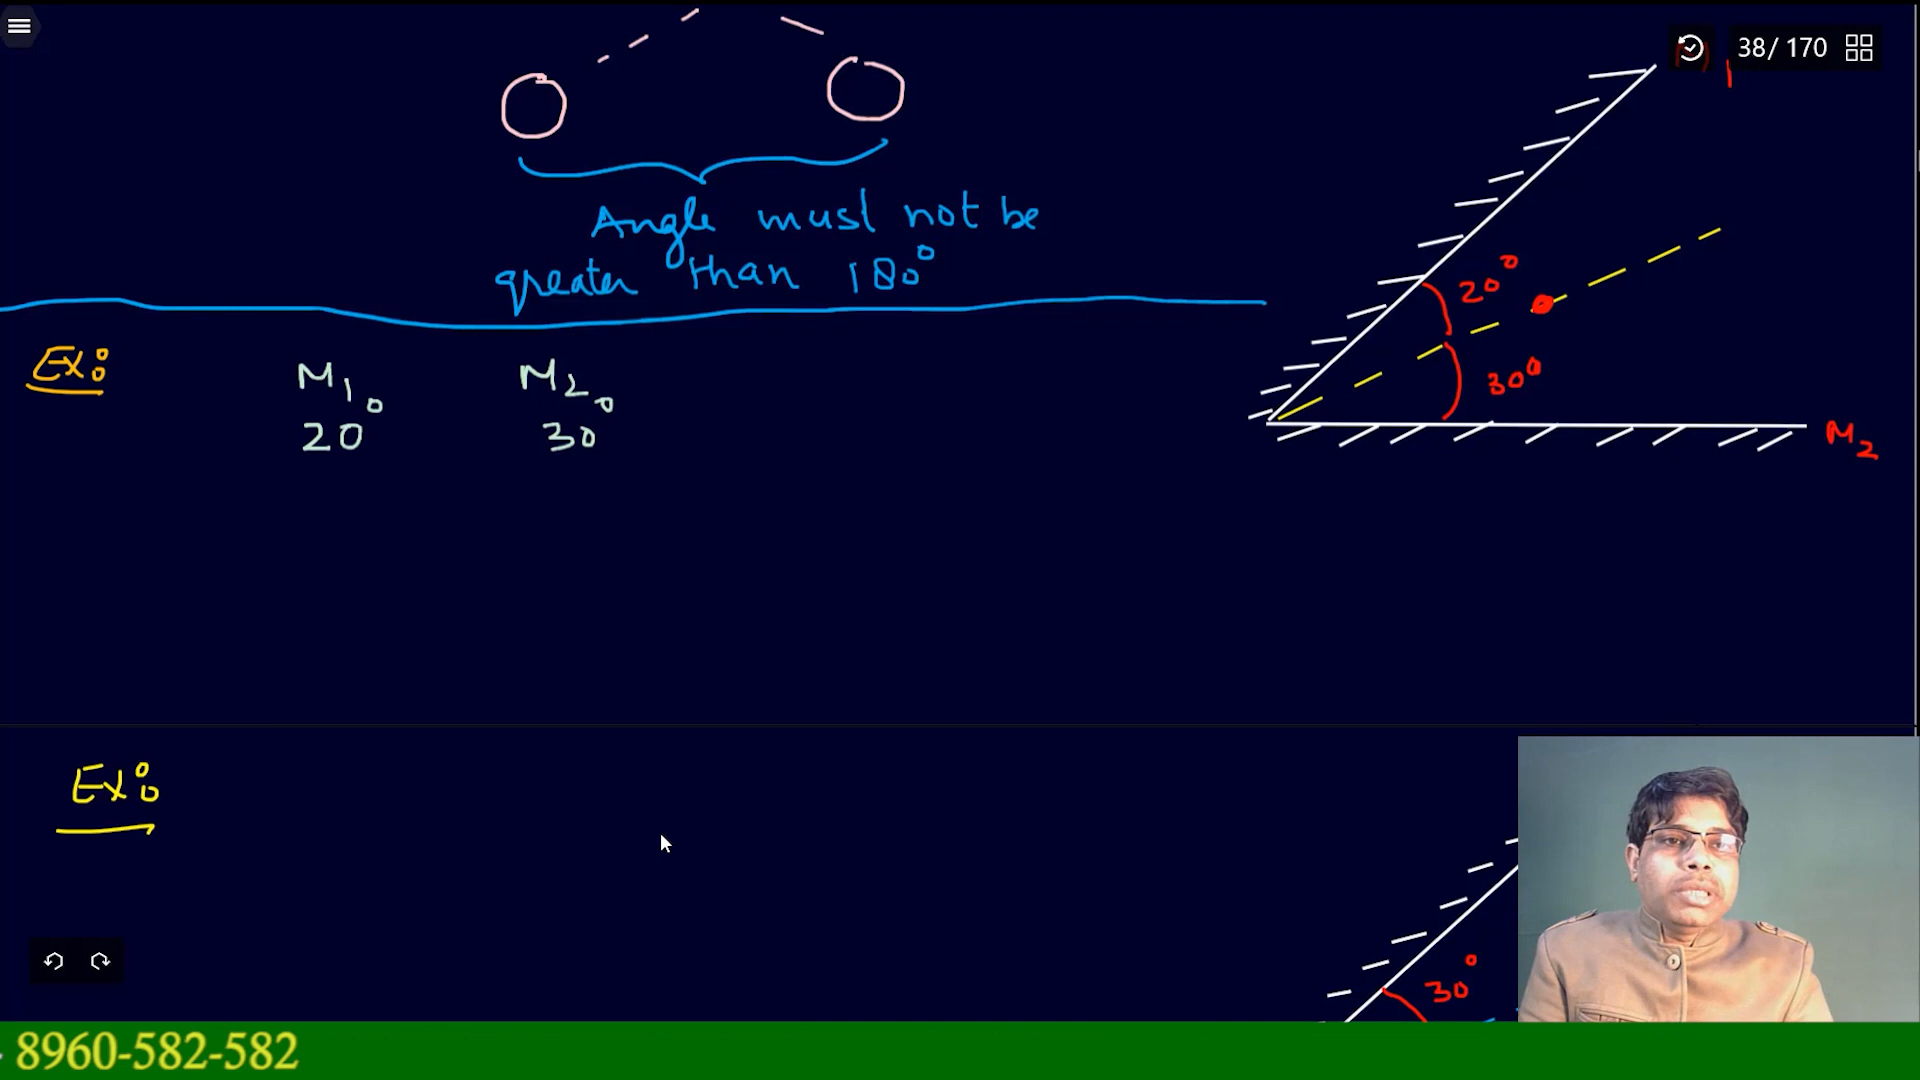 38/ 170
1
Angle must not be
greater than 180°
20°
30°
Ex:
M1 M2
20° 30°
M2
Ex:
30°
8960-582-582